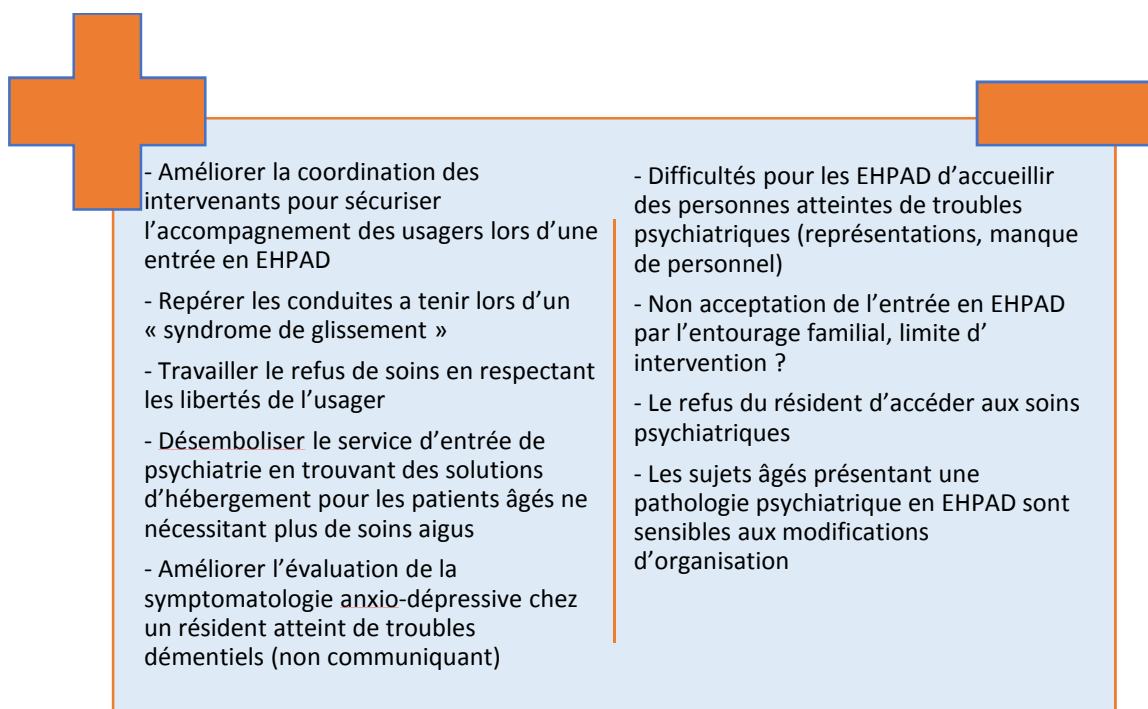 - Améliorer la coordination des
intervenants pour sécuriser
l’accompagnement des usagers lors d’une
entrée en EHPAD
- Repérer les conduites a tenir lors d’un
« syndrome de glissement »
- Travailler le refus de soins en respectant
les libertés de l’usager
- Désemboliser le service d’entrée de
psychiatrie en trouvant des solutions
d’hébergement pour les patients âgés ne
nécessitant plus de soins aigus
- Améliorer l’évaluation de la
symptomatologie anxio-dépressive chez
un résident atteint de troubles
démentiels (non communiquant)
- Difficultés pour les EHPAD d’accueillir
des personnes atteintes de troubles
psychiatriques (représentations, manque
de personnel)
- Non acceptation de l’entrée en EHPAD
par l’entourage familial, limite d’
intervention ?
- Le refus du résident d’accéder aux soins
psychiatriques
- Les sujets âgés présentant une
pathologie psychiatrique en EHPAD sont
sensibles aux modifications
d’organisation